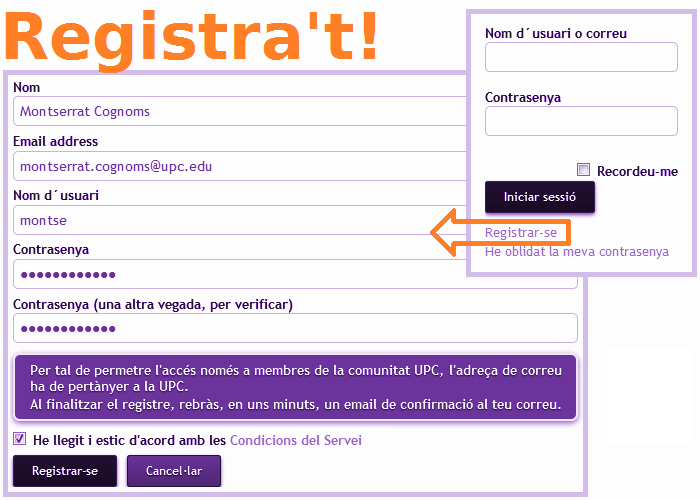 Registra't!
Nom
Montserrat Cognoms
Email address
montserrat.cognoms@upc.edu
Nom d´usuari
montse
Contrasenya
●●●●●●●●●●●●
Contrasenya (una altra vegada, per verificar)
●●●●●●●●●●●●
Per tal de permetre l'accés només a membres de la comunitat UPC, l'adreça de correu
ha de pertànyer a la UPC.
Al finalitzar el registre, rebràs, en uns minuts, un email de confirmació al teu correu.
He llegit i estic d'acord amb les Condicions del Servei
Registrar-se Cancel·lar
Nom d´usuari o correu
Contrasenya
Recordeu-me
Iniciar sessió
Registrar-se
He oblidat la meva contrasenya